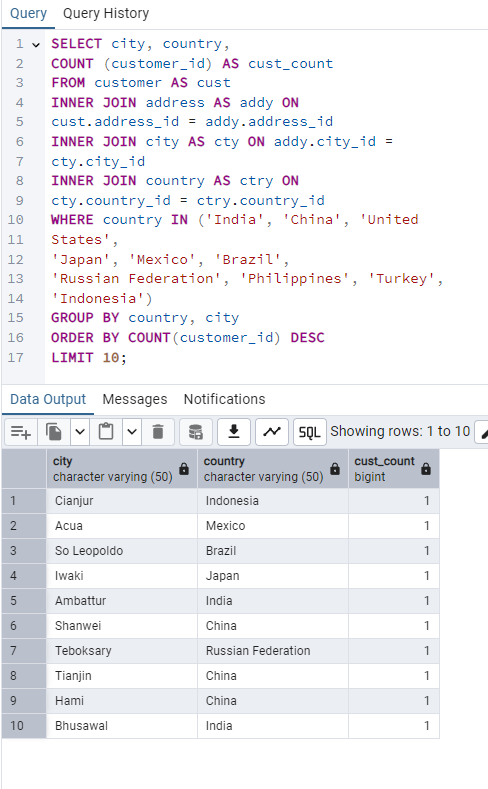 Query Query History
1 SELECT city, country,
2 COUNT (customer_id) AS cust_count
3 FROM customer AS cust
4 INNER JOIN address AS addy ON
5 cust.address_id = addy.address_id
6 INNER JOIN city AS cty ON addy.city_id =
7 cty.city_id
8 INNER JOIN country AS ctry ON
9 cty.country_id = ctry.country_id
10 WHERE country IN ('India', 'China', 'United
11 States',
12 'Japan', 'Mexico', 'Brazil',
13 'Russian Federation', 'Philippines', 'Turkey',
14 'Indonesia')
15 GROUP BY country, city
16 ORDER BY COUNT(customer_id) DESC
17 LIMIT 10;
Data Output Messages Notifications
SQL Showing rows: 1 to 10
city country cust_count
character varying (50) character varying (50) bigint
1 Cianjur Indonesia 1
2 Acua Mexico 1
3 So Leopoldo Brazil 1
4 Iwaki Japan 1
5 Ambattur India 1
6 Shanwei China 1
7 Teboksary Russian Federation 1
8 Tianjin China 1
9 Hami China 1
10 Bhusawal India 1